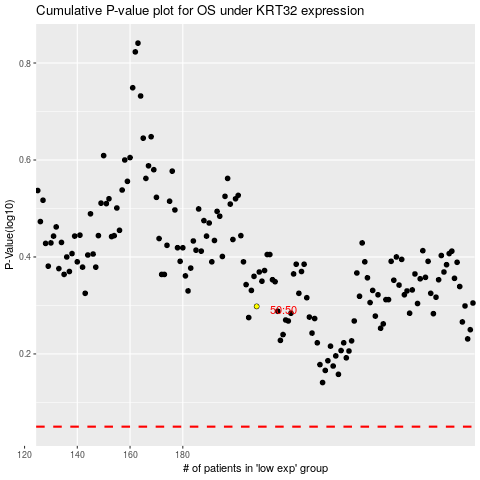 Cumulative P-value plot for OS under KRT32 expression
P-Value(log10)
0.8
0.6
0.4
0.2
50:50
120 140 160 180
# of patients in 'low exp' group